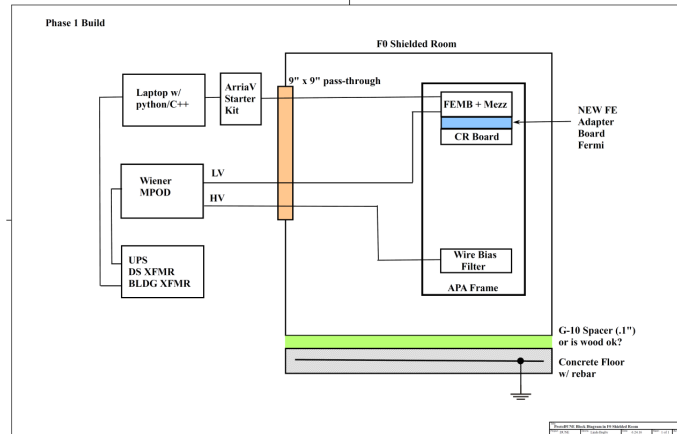 Phase 1 Build
F0 Shielded Room
9" x 9" pass-through
Laptop w/
python/C++
ArriaV
Starter
Kit
FEMB + Mezz
CR Board
NEW FE
Adapter
Board
Fermi
Wiener
MPOD
LV
HV
UPS
DS XFMR
BLDG XFMR
Wire Bias
Filter
APA Frame
G-10 Spacer (.1")
or is wood ok?
Concrete Floor
w/ rebar
ProtoDUNE Block Diagram in F0 Shielded Room